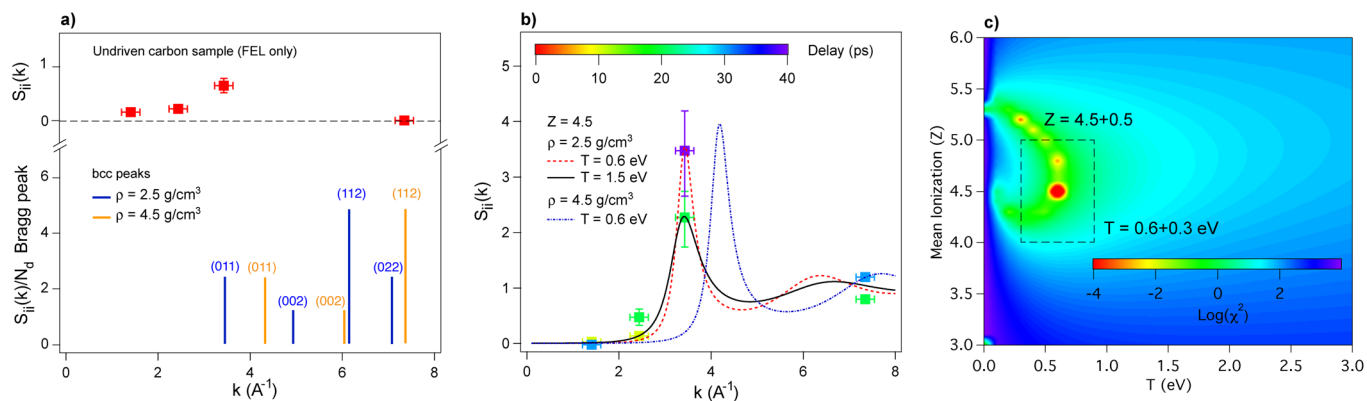 a)
Undriven carbon sample (FEL only)
S_ii(k)
1
0
bcc peaks
ρ = 2.5 g/cm³
ρ = 4.5 g/cm³
(112)
(112)
(011)
(011)
(022)
(002)
(002)
S_ii(k)/N_d Bragg peak
6
4
2
0
0
2
4
6
8
k (A⁻¹)
b)
Delay (ps)
0
10
20
30
40
Z = 4.5
ρ = 2.5 g/cm³
T = 0.6 eV
T = 1.5 eV
ρ = 4.5 g/cm³
T = 0.6 eV
S_ii(k)
5
4
3
2
1
0
0
2
4
6
8
k (A⁻¹)
c)
Mean Ionization (Z)
6.0
5.5
5.0
4.5
4.0
3.5
3.0
Z = 4.5+0.5
T = 0.6+0.3 eV
-4
-2
0
2
Log(χ²)
0.0
0.5
1.0
1.5
2.0
2.5
3.0
T (eV)